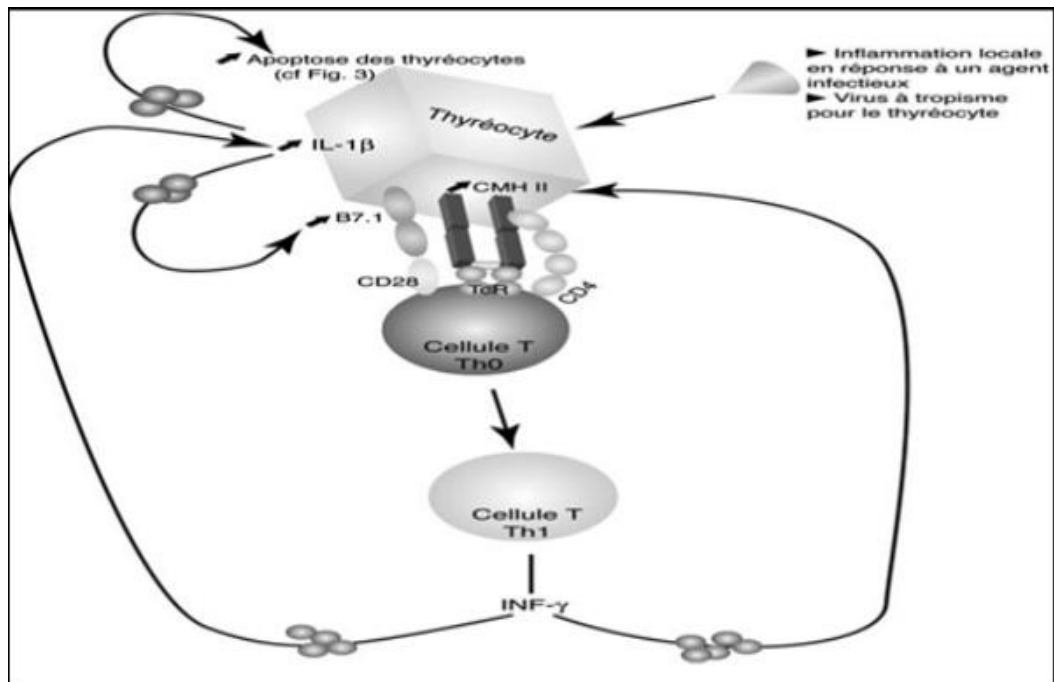 Apoptose des thyréocytes
(cf Fig. 3)
► Inflammation locale
en réponse à un agent
infectieux
► Virus à tropisme
pour le thyréocyte
Thyréocyte
IL-1β
CMH II
B7.1
CD28
TcR
CD4
Cellule T
Th0
Cellule T
Th1
INF-γ